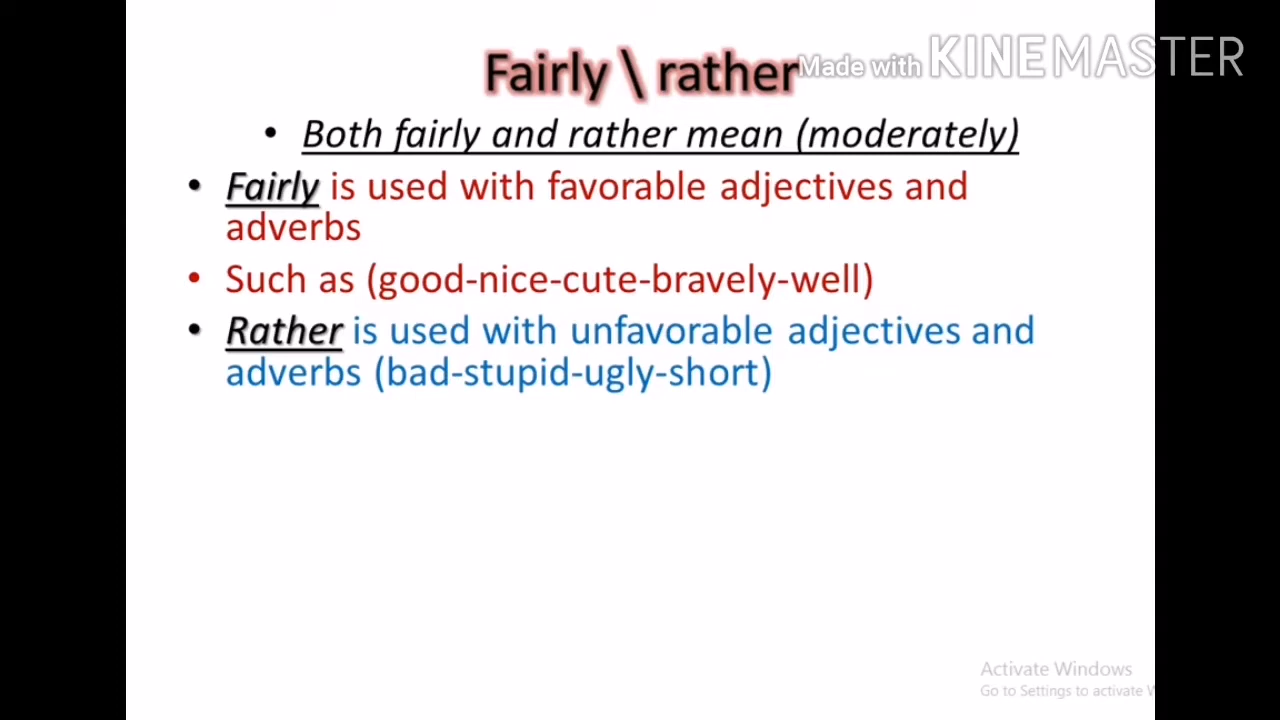 Fairly \ rather
Made with KINEMASTER
• Both fairly and rather mean (moderately)
• Fairly is used with favorable adjectives and
adverbs
• Such as (good-nice-cute-bravely-well)
• Rather is used with unfavorable adjectives and
adverbs (bad-stupid-ugly-short)
Activate Windows
Go to Settings to activate